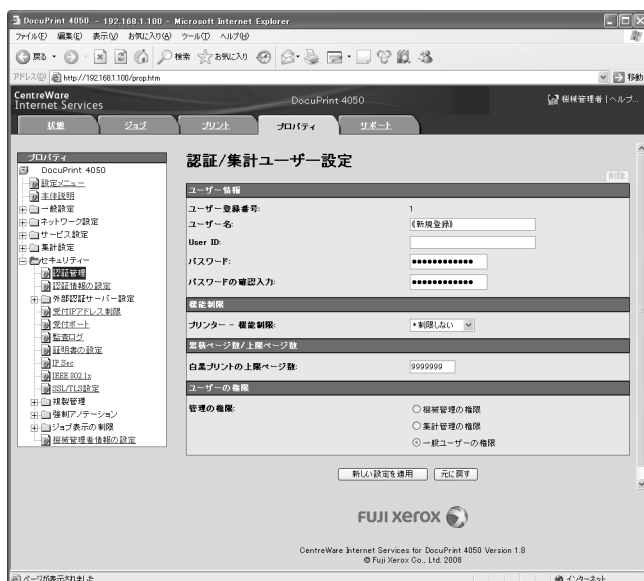 DocuPrint 4050 - 192.168.1.100 - Microsoft Internet Explorer
ファイル(F) 編集(E) 表示(V) お気に入り(A) ツール(T) ヘルプ(H)
戻る 検索 お気に入り
アドレス(D) http://192.168.1.100/prop.htm 移動
CentreWare
Internet Services
DocuPrint 4050
機械管理者 | ヘルプ...
状態 ジョブ プリント プロパティ サポート
プロパティ
DocuPrint 4050
設定メニュー
本体説明
一般設定
ネットワーク設定
サービス設定
集計設定
セキュリティー
認証管理
認証情報の設定
外部認証サーバー設定
受付IPアドレス制限
受付ポート
監査ログ
証明書の設定
IP Sec
IEEE 802.1x
SSL/TLS設定
複製管理
強制アノテーション
ジョブ表示の制限
機械管理者情報の設定
認証/集計ユーザー設定
削除
ユーザー情報
ユーザー登録番号: 1
ユーザー名: (新規登録)
User ID:
パスワード: ●●●●●●●●●●●●
パスワードの確認入力: ●●●●●●●●●●●●
機能制限
プリンター - 機能制限: *制限しない
累積ページ数/上限ページ数
白黒プリントの上限ページ数: 9999999
ユーザーの権限
管理の権限: 機械管理の権限
集計管理の権限
一般ユーザーの権限
新しい設定を適用 元に戻す
FUJI XEROX
CentreWare Internet Services for DocuPrint 4050 Version 1.8
© Fuji Xerox Co., Ltd. 2008
ページが表示されました インターネット